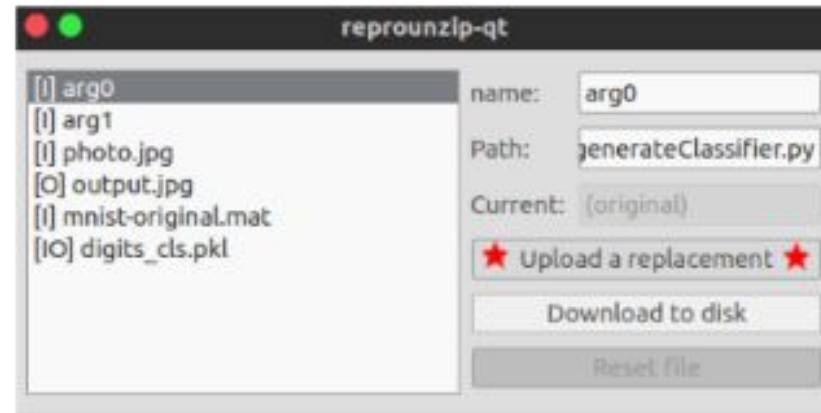 reprounzip-qt
[I] arg0
[I] arg1
[I] photo.jpg
[O] output.jpg
[I] mnist-original.mat
[IO] digits_cls.pkl
name: arg0
Path: generateClassifier.py
Current: (original)
Upload a replacement
Download to disk
Reset file